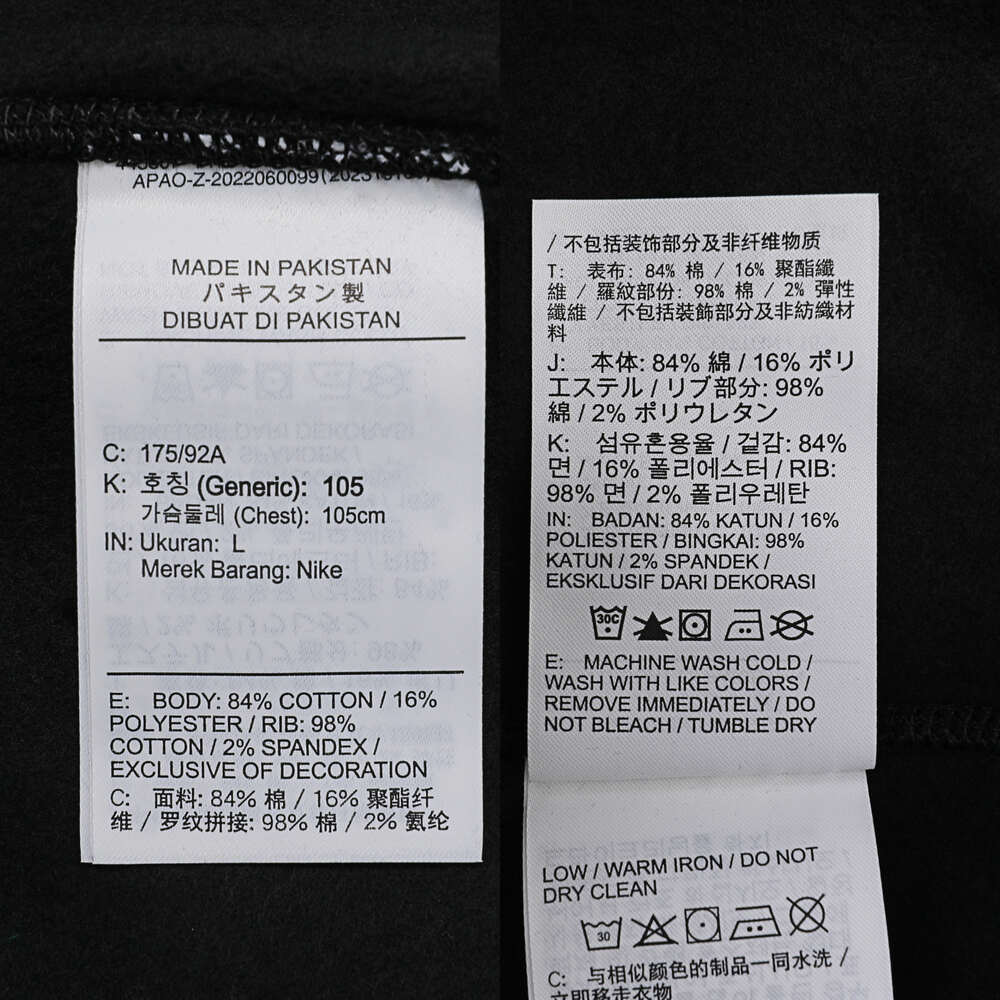 APAO-Z-2022060099
MADE IN PAKISTAN
パキスタン製
DIBUAT DI PAKISTAN
C: 175/92A
K: 호칭 (Generic): 105
가슴둘레 (Chest): 105cm
IN: Ukuran: L
Merek Barang: Nike
E: BODY: 84% COTTON / 16%
POLYESTER / RIB: 98%
COTTON / 2% SPANDEX /
EXCLUSIVE OF DECORATION
C: 面料: 84% 棉 / 16% 聚酯纤
维 / 罗纹拼接: 98% 棉 / 2% 氨纶
/ 不包括装饰部分及非纤维物质
T: 表布: 84% 棉 / 16% 聚酯纖
維 / 羅紋部份: 98% 棉 / 2% 彈性
纖維 / 不包括裝飾部分及非紡織材
料
J: 本体: 84% 綿 / 16% ポリ
エステル / リブ部分: 98%
綿 / 2% ポリウレタン
K: 섬유혼용율 / 겉감: 84%
면 / 16% 폴리에스터 / RIB:
98% 면 / 2% 폴리우레탄
IN: BADAN: 84% KATUN / 16%
POLIESTER / BINGKAI: 98%
KATUN / 2% SPANDEK /
EKSKLUSIF DARI DEKORASI
30C
E: MACHINE WASH COLD /
WASH WITH LIKE COLORS /
REMOVE IMMEDIATELY / DO
NOT BLEACH / TUMBLE DRY
LOW / WARM IRON / DO NOT
DRY CLEAN
30
C: 与相似颜色的制品一同水洗 /
立即移走衣物